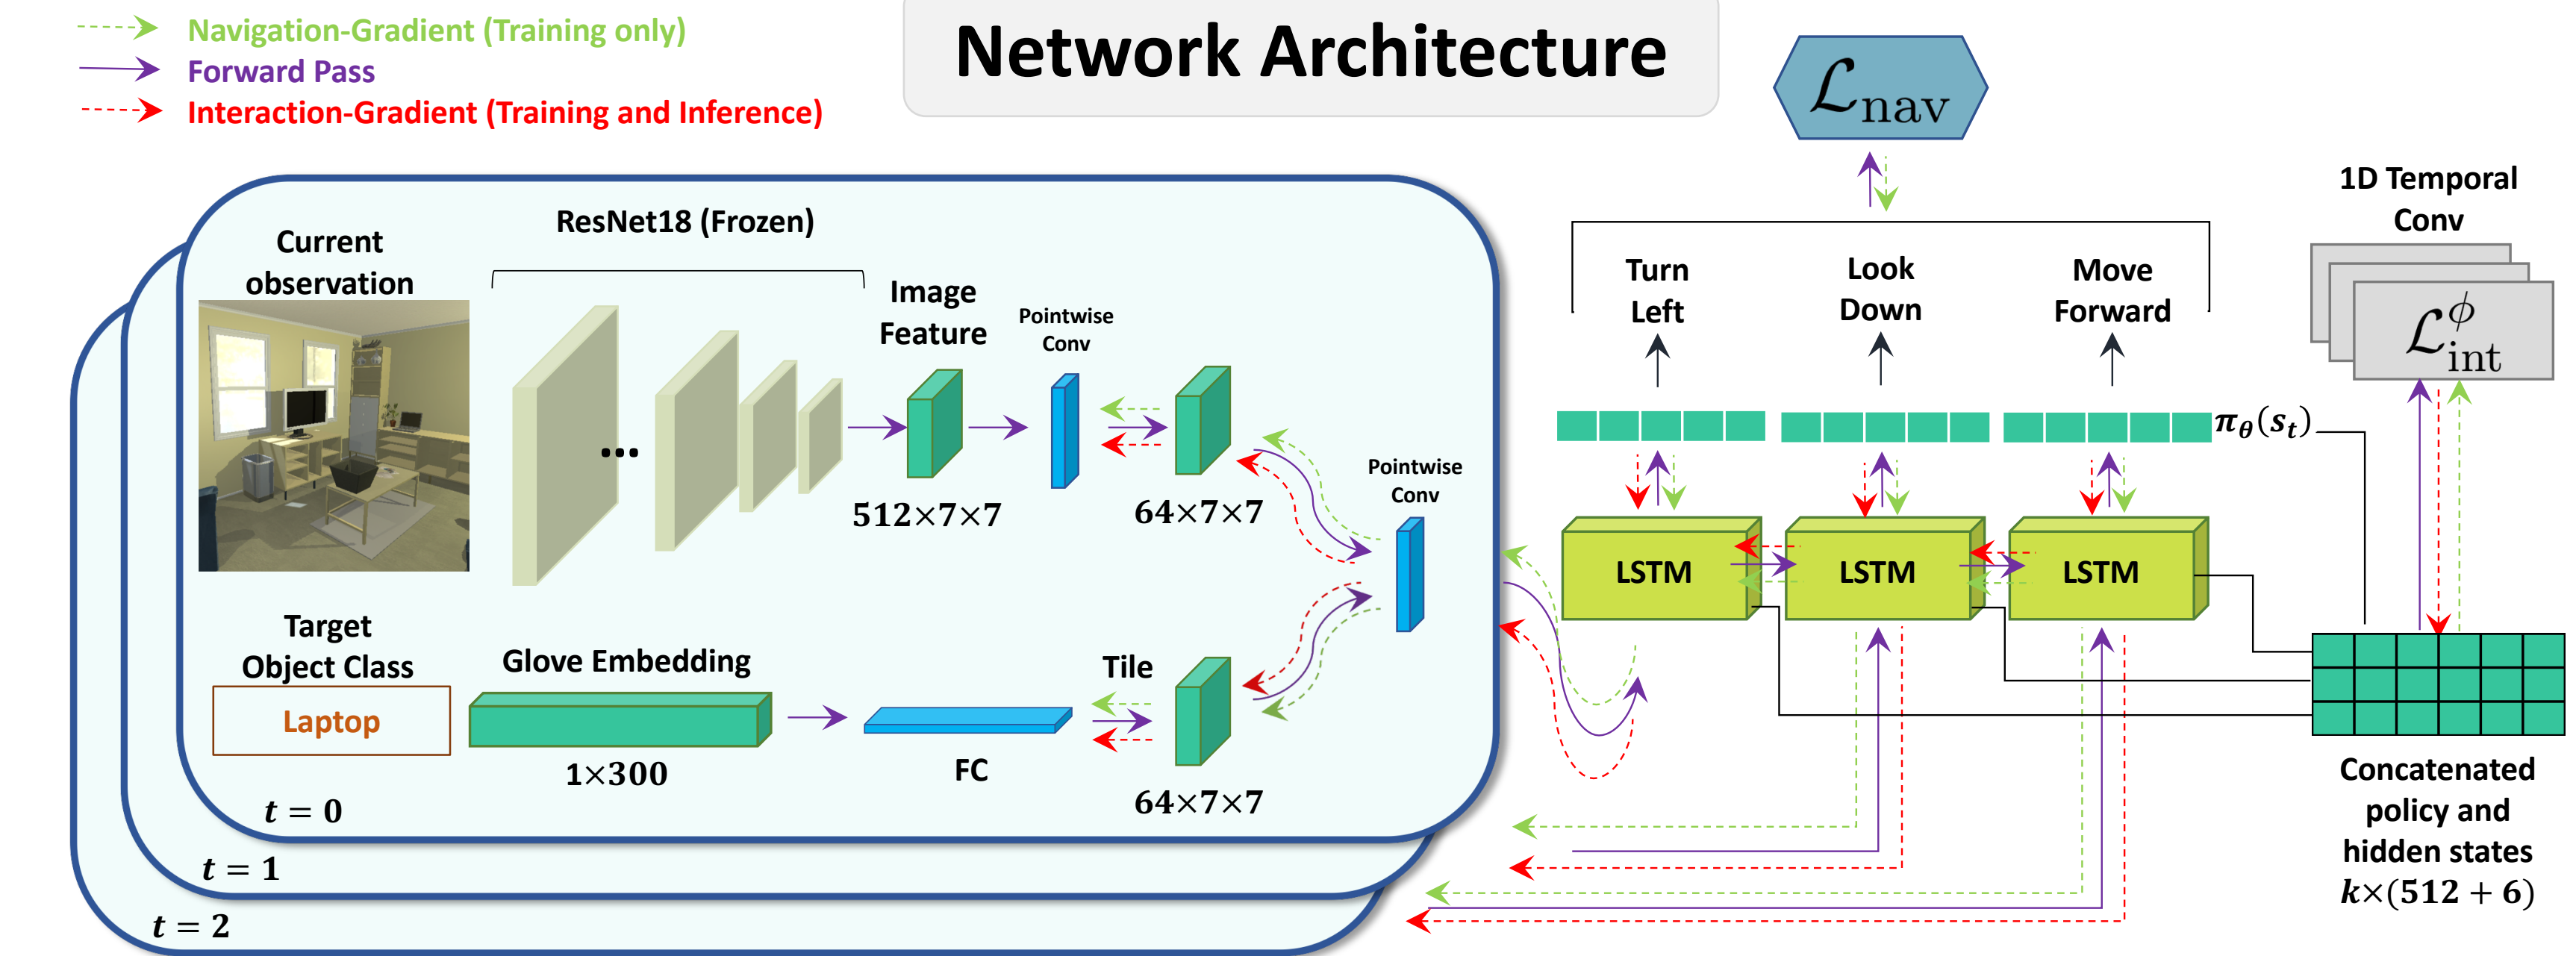 Navigation-Gradient (Training only)
Forward Pass
Interaction-Gradient (Training and Inference)
Network Architecture
ℒnav
1D Temporal
Conv
ℒᵩint
Current
observation
ResNet18 (Frozen)
Image
Feature
Pointwise
Conv
...
512×7×7
64×7×7
Pointwise
Conv
Target
Object Class
Laptop
Glove Embedding
1×300
FC
Tile
64×7×7
t = 0
t = 1
t = 2
Turn
Left
Look
Down
Move
Forward
πθ(st)
LSTM
LSTM
LSTM
Concatenated
policy and
hidden states
k×(512 + 6)